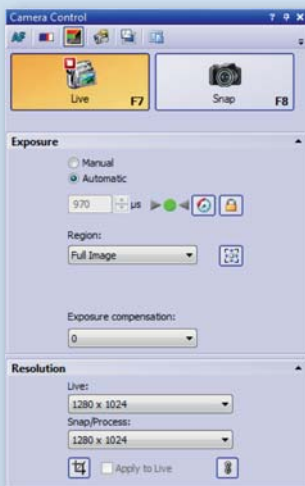 Camera Control
AF
Live F7
Snap F8
Exposure
Manual
Automatic
970 µs
Region:
Full Image
Exposure compensation:
0
Resolution
Live:
1280 x 1024
Snap/Process:
1280 x 1024
Apply to Live